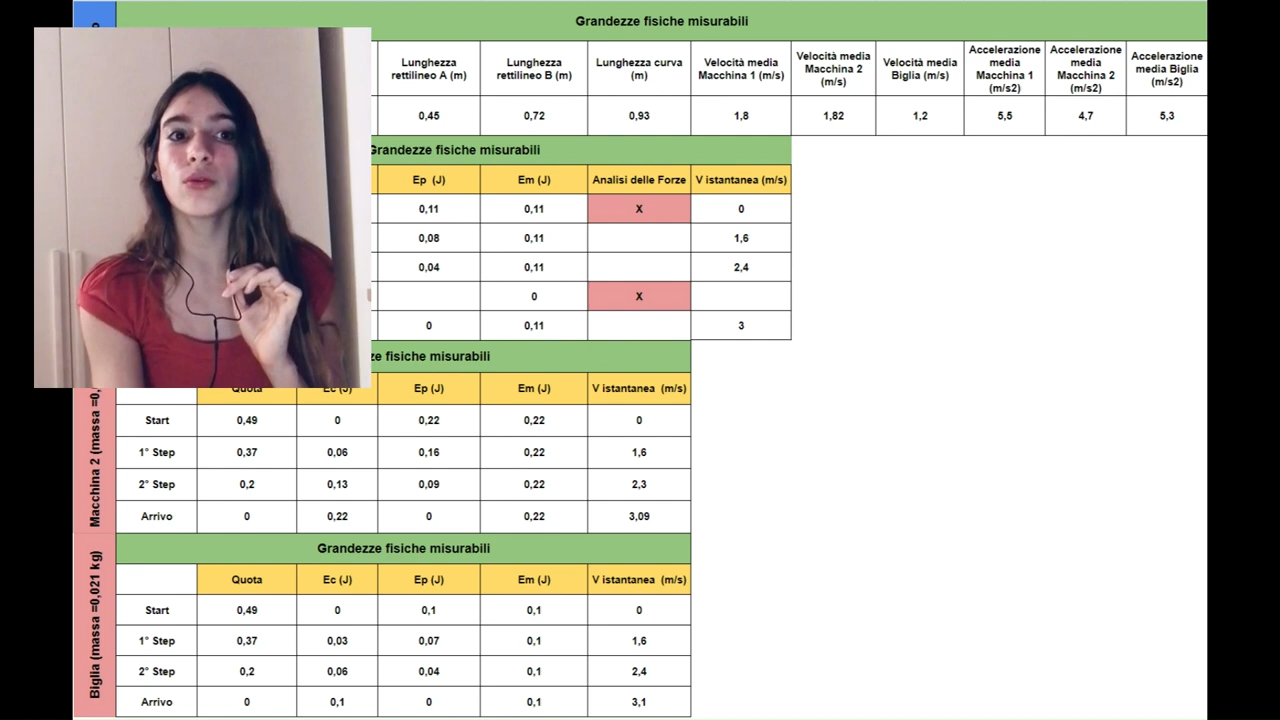 Grandezze fisiche misurabili
Lunghezza rettilineo A (m) Lunghezza rettilineo B (m) Lunghezza curva (m) Velocità media Macchina 1 (m/s) Velocità media Macchina 2 (m/s) Velocità media Biglia (m/s) Accelerazione media Macchina 1 (m/s2) Accelerazione media Macchina 2 (m/s2) Accelerazione media Biglia (m/s2)
0,45 0,72 0,93 1,8 1,82 1,2 5,5 4,7 5,3
Grandezze fisiche misurabili
Ep (J) Em (J) Analisi delle Forze V istantanea (m/s)
0,11 0,11 X 0
0,08 0,11 1,6
0,04 0,11 2,4
0 X
0 0,11 3
fisiche misurabili
Macchina 2 (massa =0,
Quota Ec (J) Ep (J) Em (J) V istantanea (m/s)
Start 0,49 0 0,22 0,22 0
1° Step 0,37 0,06 0,16 0,22 1,6
2° Step 0,2 0,13 0,09 0,22 2,3
Arrivo 0 0,22 0 0,22 3,09
Biglia (massa =0,021 kg)
Grandezze fisiche misurabili
Quota Ec (J) Ep (J) Em (J) V istantanea (m/s)
Start 0,49 0 0,1 0,1 0
1° Step 0,37 0,03 0,07 0,1 1,6
2° Step 0,2 0,06 0,04 0,1 2,4
Arrivo 0 0,1 0 0,1 3,1